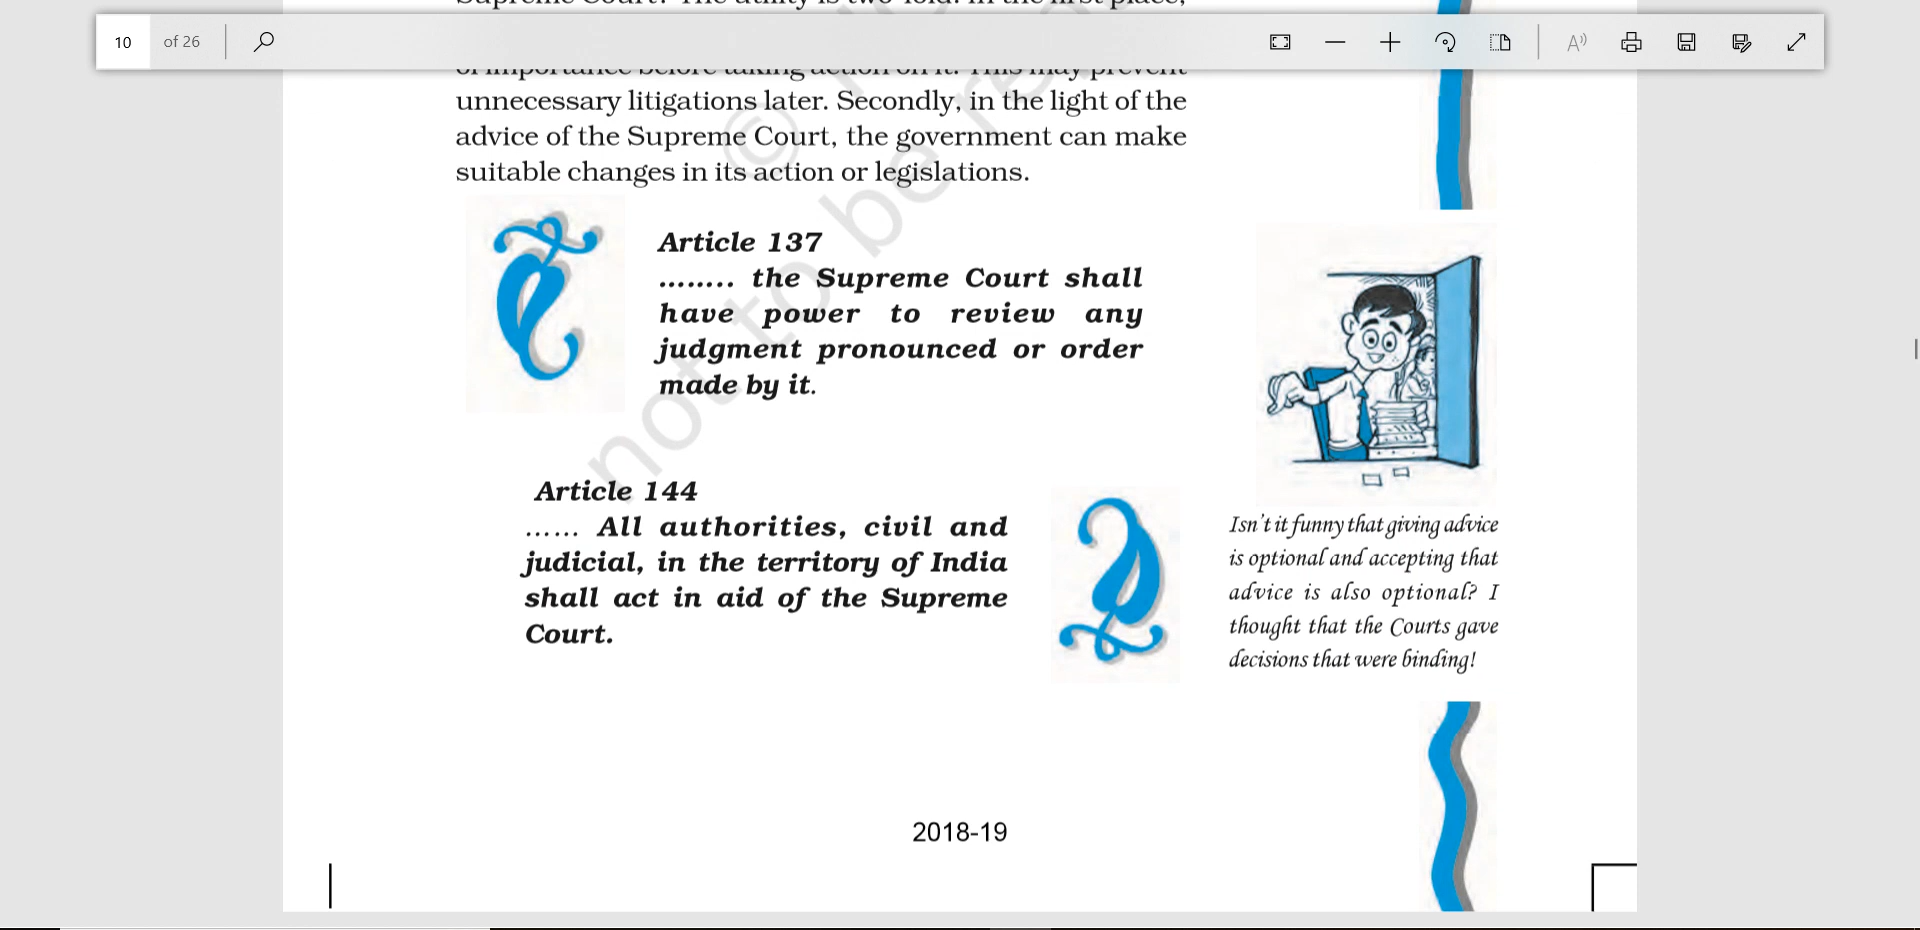 10 of 26
unnecessary litigations later. Secondly, in the light of the
advice of the Supreme Court, the government can make
suitable changes in its action or legislations.
Article 137
........ the Supreme Court shall
have power to review any
judgment pronounced or order
made by it.
Article 144
...... All authorities, civil and
judicial, in the territory of India
shall act in aid of the Supreme
Court.
Isn't it funny that giving advice
is optional and accepting that
advice is also optional? I
thought that the Courts gave
decisions that were binding!
not to be
2018-19